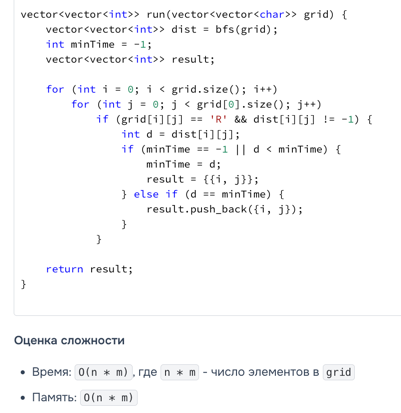 vector<vector<int>> run(vector<vector<char>> grid) {
    vector<vector<int>> dist = bfs(grid);
    int minTime = -1;
    vector<vector<int>> result;

    for (int i = 0; i < grid.size(); i++)
        for (int j = 0; j < grid[0].size(); j++)
            if (grid[i][j] == 'R' && dist[i][j] != -1) {
                int d = dist[i][j];
                if (minTime == -1 || d < minTime) {
                    minTime = d;
                    result = {{i, j}};
                } else if (d == minTime) {
                    result.push_back({i, j});
                }
            }

    return result;
}
Оценка сложности
• Время: O(n * m), где n * m - число элементов в grid
• Память: O(n * m)